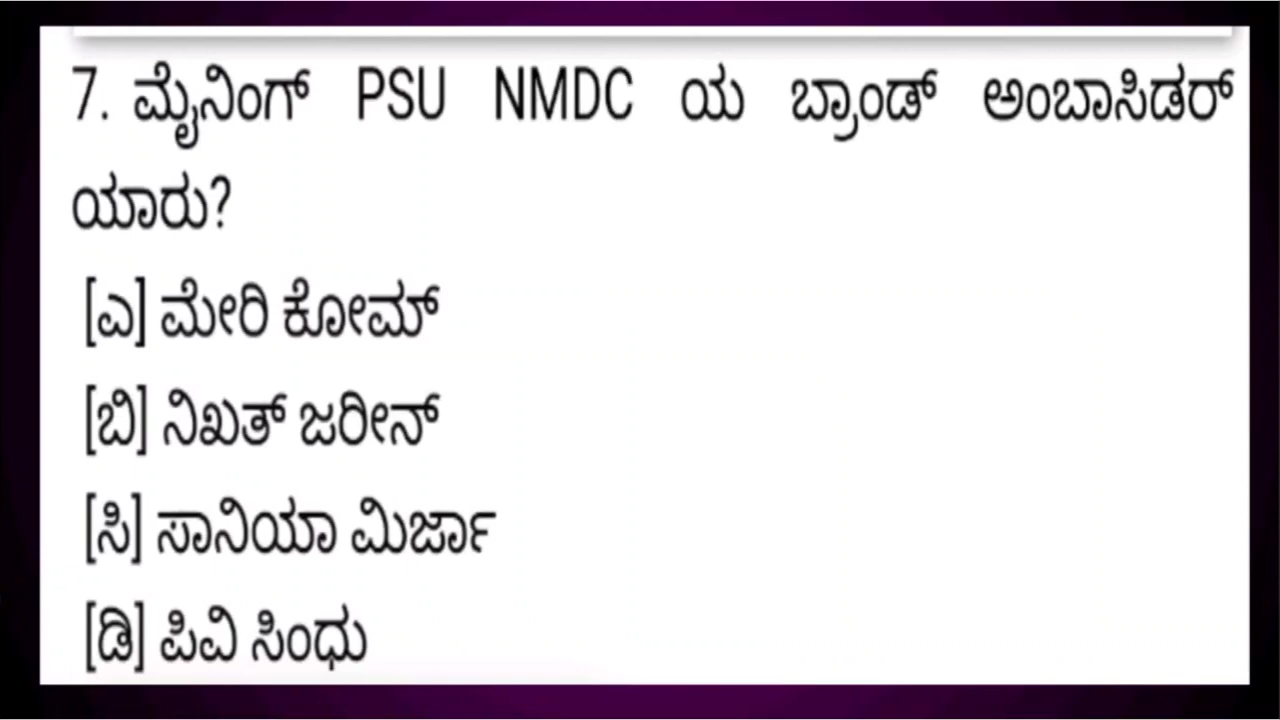 7. ಮೈನಿಂಗ್ PSU NMDC ಯ ಬ್ರಾಂಡ್ ಅಂಬಾಸಿಡರ್
ಯಾರು?
[ಎ] ಮೇರಿ ಕೋಮ್
[ಬಿ] ನಿಖತ್ ಜರೀನ್
[ಸಿ] ಸಾನಿಯಾ ಮಿರ್ಜಾ
[ಡಿ] ಪಿವಿ ಸಿಂಧು